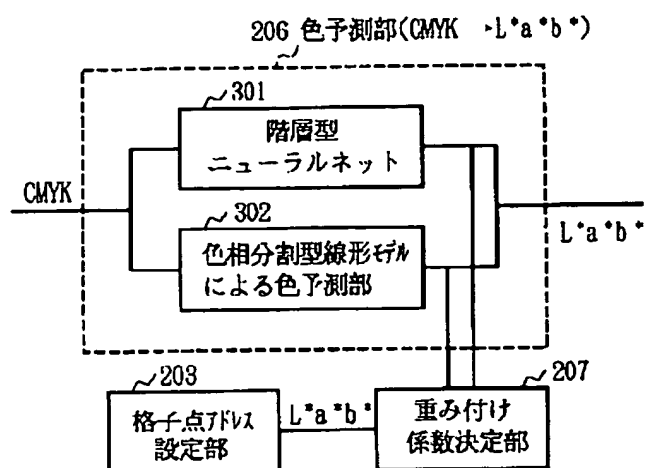 206 色予測部(CMYK →L*a*b*)
301
階層型
ニューラルネット
CMYK
302
色相分割型線形モデル
による色予測部
L*a*b*
203
格子点アドレス
設定部
L*a*b*
207
重み付け
係数決定部